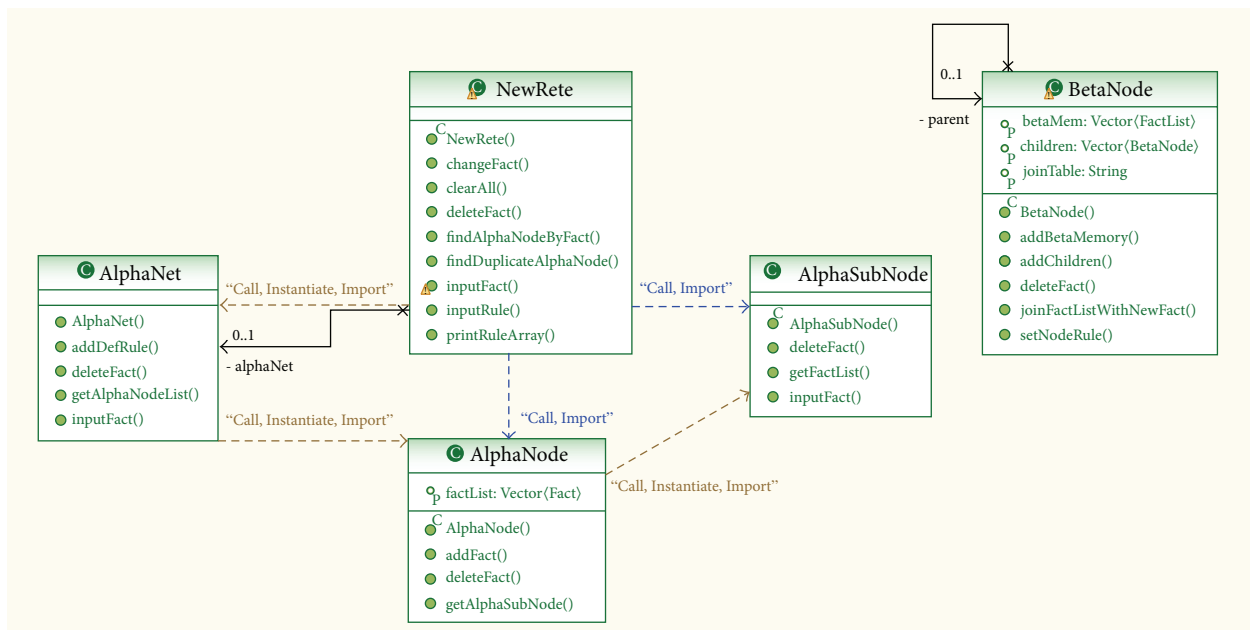 NewRete
C
NewRete()
changeFact()
clearAll()
deleteFact()
findAlphaNodeByFact()
findDuplicateAlphaNode()
inputFact()
inputRule()
printRuleArray()
0..1
- parent
C BetaNode
P betaMem: Vector⟨FactList⟩
P children: Vector⟨BetaNode⟩
P joinTable: String
C BetaNode()
addBetaMemory()
addChildren()
deleteFact()
joinFactListWithNewFact()
setNodeRule()
C AlphaNet
AlphaNet()
addDefRule()
deleteFact()
getAlphaNodeList()
inputFact()
“Call, Instantiate, Import”
0..1
- alphaNet
“Call, Instantiate, Import”
“Call, Import”
“Call, Import”
C AlphaSubNode
C AlphaSubNode()
deleteFact()
getFactList()
inputFact()
C AlphaNode
P factList: Vector⟨Fact⟩
C AlphaNode()
addFact()
deleteFact()
getAlphaSubNode()
“Call, Instantiate, Import”